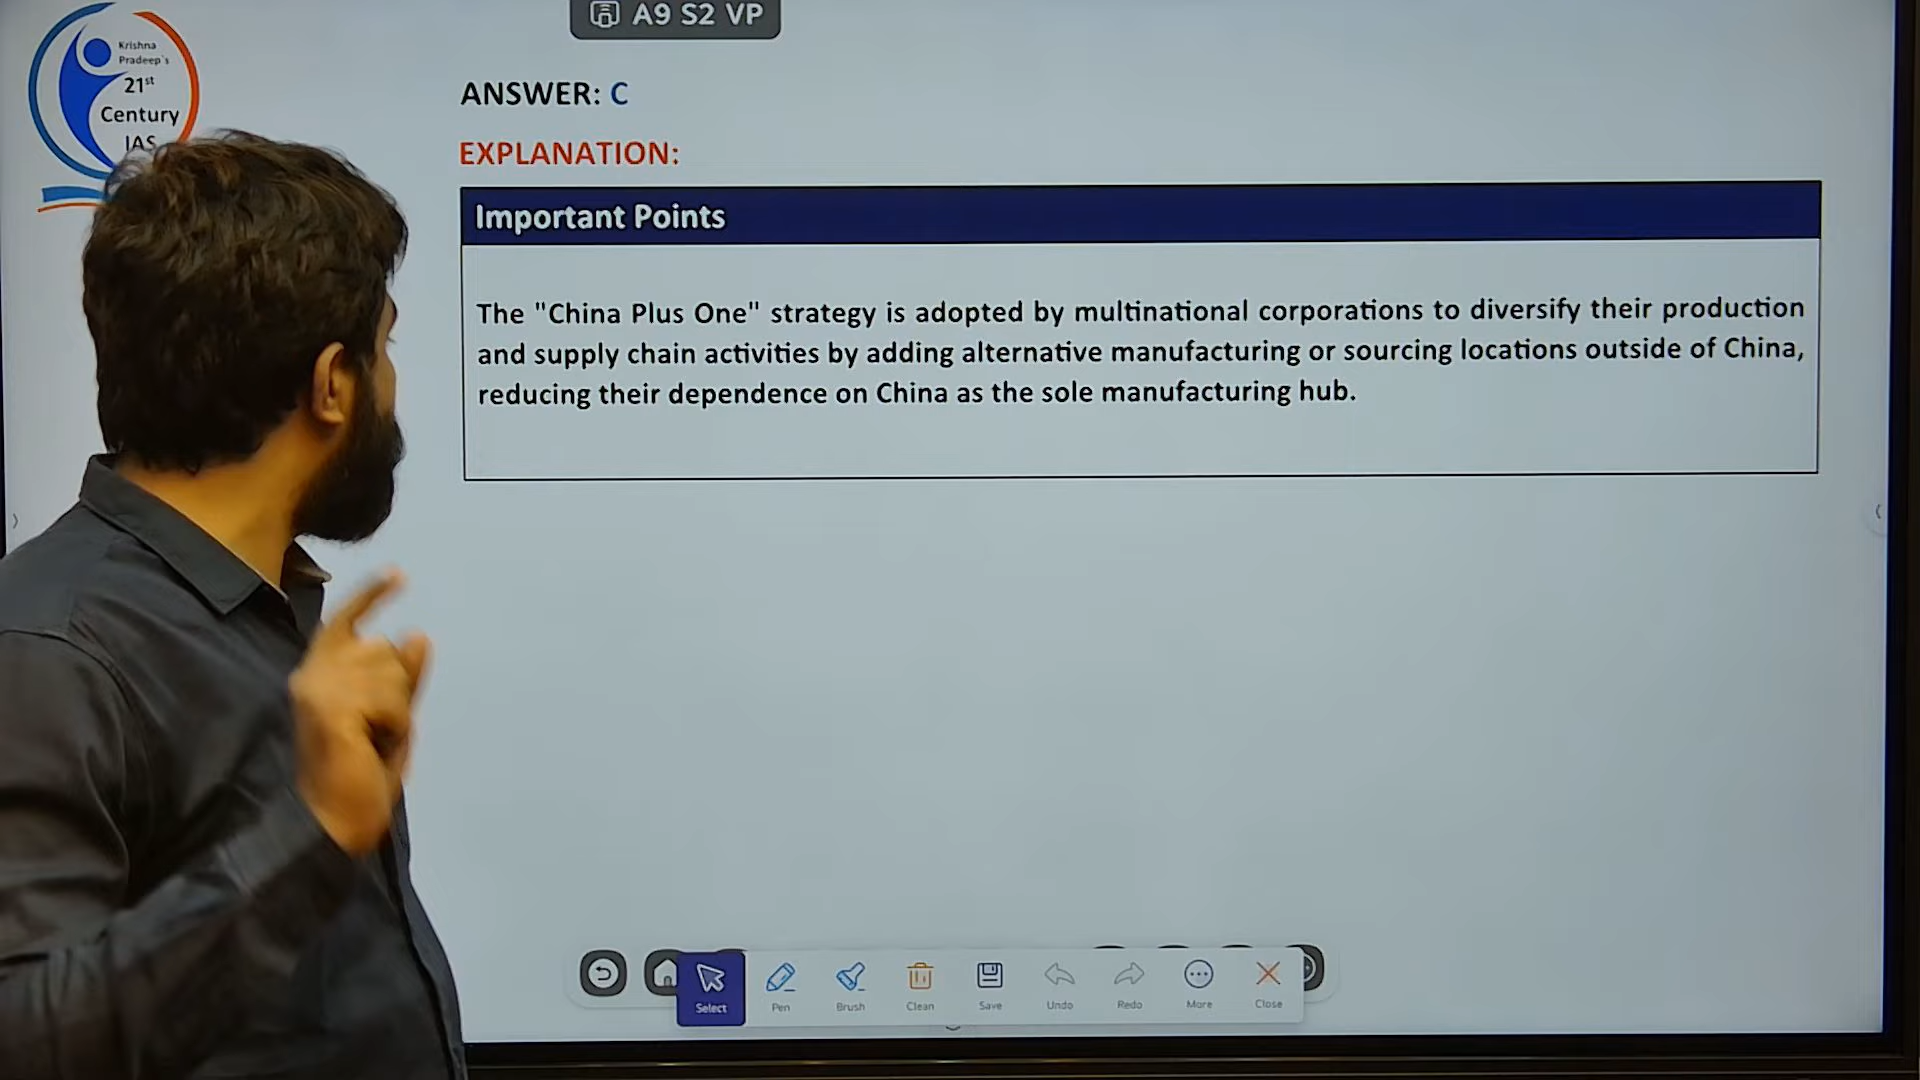 A9 S2 VP
Krishna
Pradeep's
21st
Century
IAS
ANSWER: C
EXPLANATION:
Important Points
The "China Plus One" strategy is adopted by multinational corporations to diversify their production
and supply chain activities by adding alternative manufacturing or sourcing locations outside of China,
reducing their dependence on China as the sole manufacturing hub.
Select Pen Brush Clean Save Undo Redo More Close